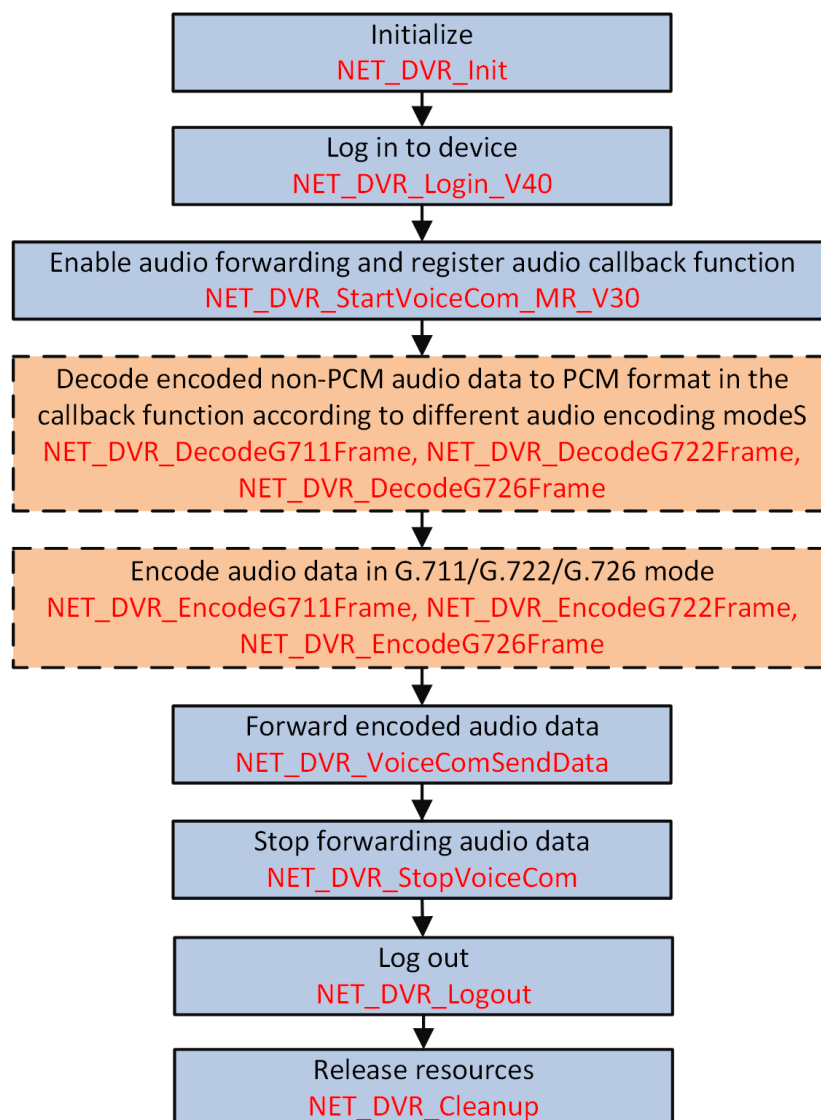 Initialize
NET_DVR_Init
Log in to device
NET_DVR_Login_V40
Enable audio forwarding and register audio callback function
NET_DVR_StartVoiceCom_MR_V30
Decode encoded non-PCM audio data to PCM format in the
callback function according to different audio encoding modeS
NET_DVR_DecodeG711Frame, NET_DVR_DecodeG722Frame,
NET_DVR_DecodeG726Frame
Encode audio data in G.711/G.722/G.726 mode
NET_DVR_EncodeG711Frame, NET_DVR_EncodeG722Frame,
NET_DVR_EncodeG726Frame
Forward encoded audio data
NET_DVR_VoiceComSendData
Stop forwarding audio data
NET_DVR_StopVoiceCom
Log out
NET_DVR_Logout
Release resources
NET_DVR_Cleanup